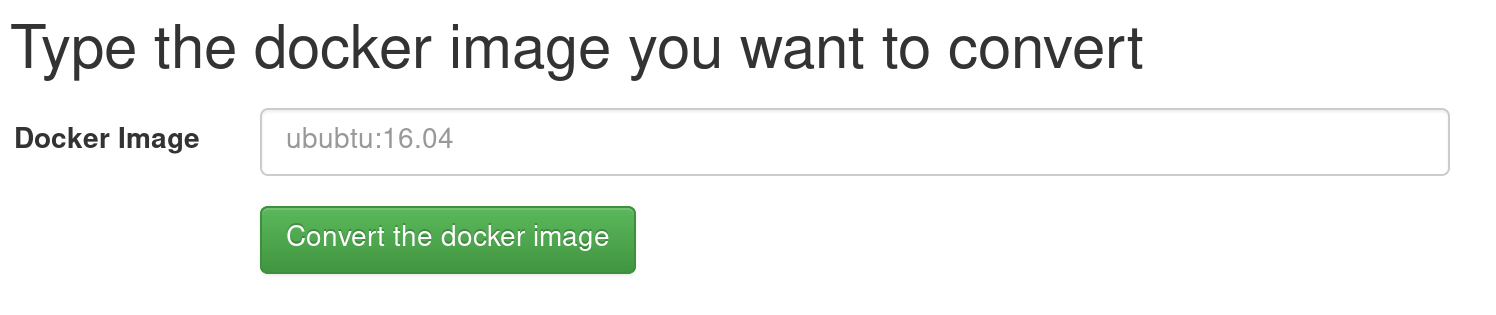 Type the docker image you want to convert
Docker Image
ububtu:16.04
Convert the docker image